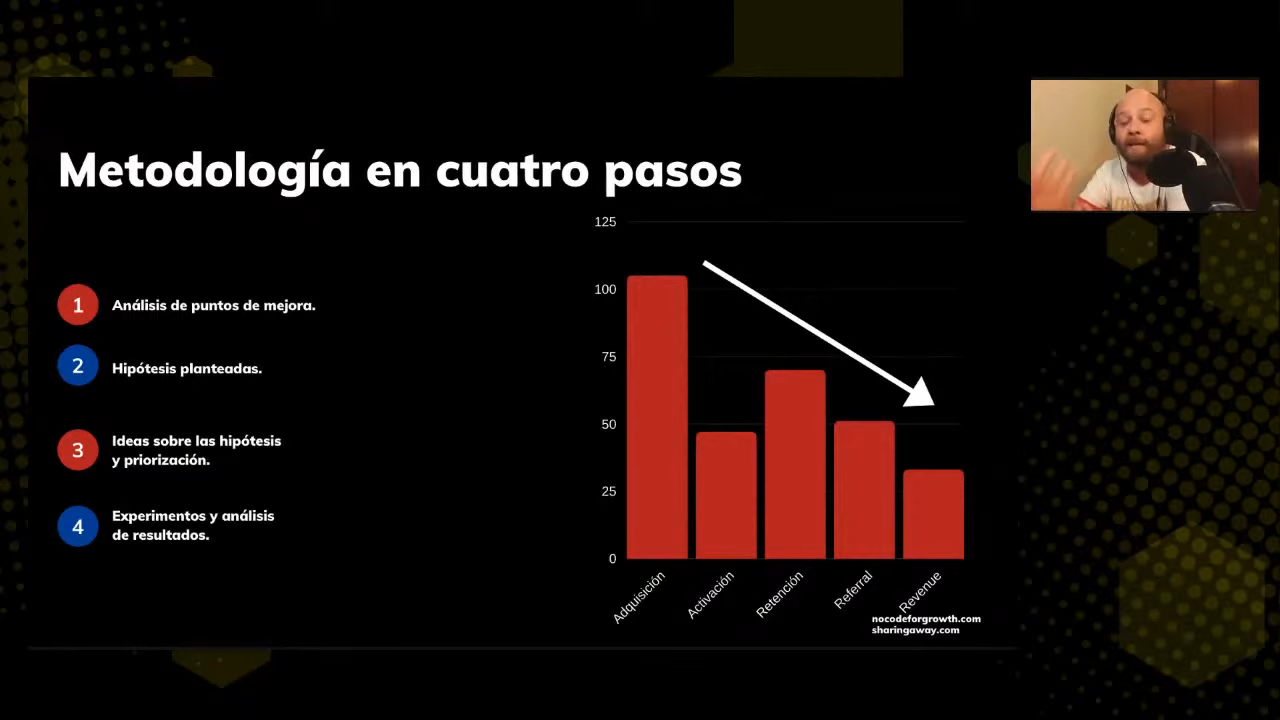 Metodología en cuatro pasos
1 Análisis de puntos de mejora.
2 Hipótesis planteadas.
3 Ideas sobre las hipótesis
y priorización.
4 Experimentos y análisis
de resultados.
125
100
75
50
25
0
Adquisición
Activación
Retención
Referral
Revenue
nocodeforgrowth.com
sharingaway.com